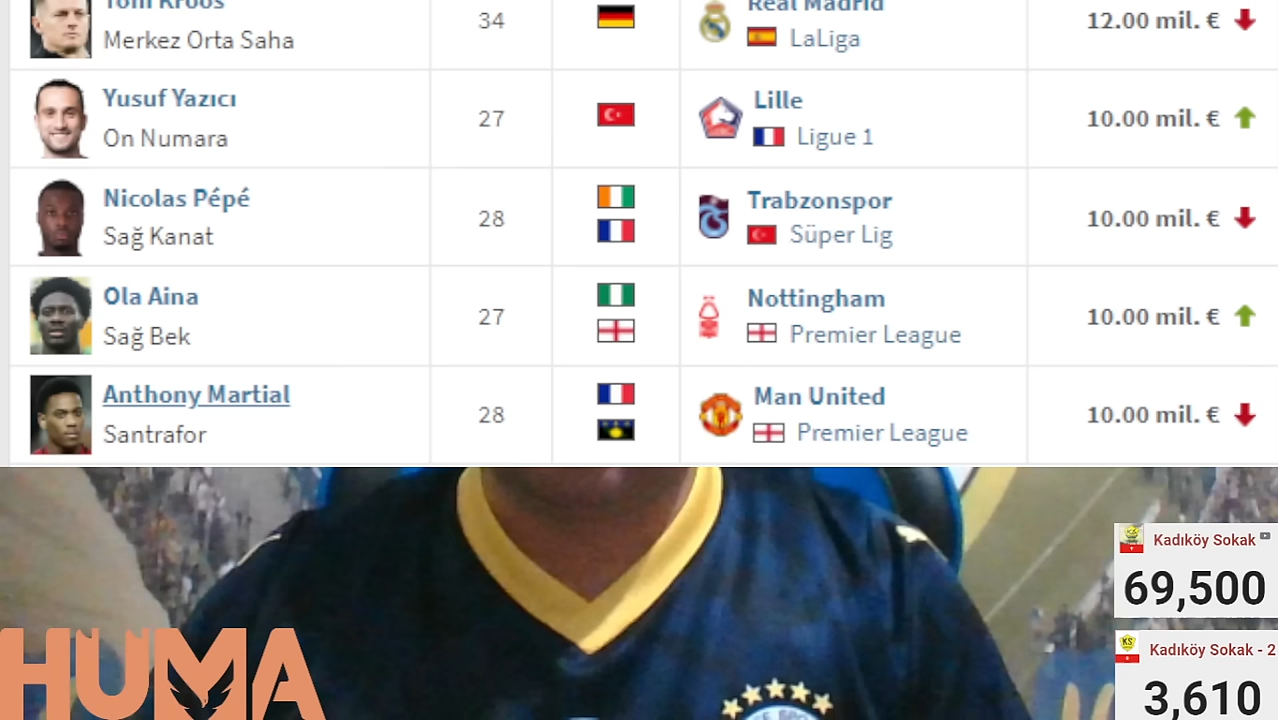 Toni Kroos
Merkez Orta Saha
34
Real Madrid
LaLiga
12.00 mil. €
Yusuf Yazıcı
On Numara
27
Lille
Ligue 1
10.00 mil. €
Nicolas Pépé
Sağ Kanat
28
Trabzonspor
Süper Lig
10.00 mil. €
Ola Aina
Sağ Bek
27
Nottingham
Premier League
10.00 mil. €
Anthony Martial
Santrafor
28
Man United
Premier League
10.00 mil. €
Kadıköy Sokak
69,500
KS
Kadıköy Sokak - 2
3,610
HUMA